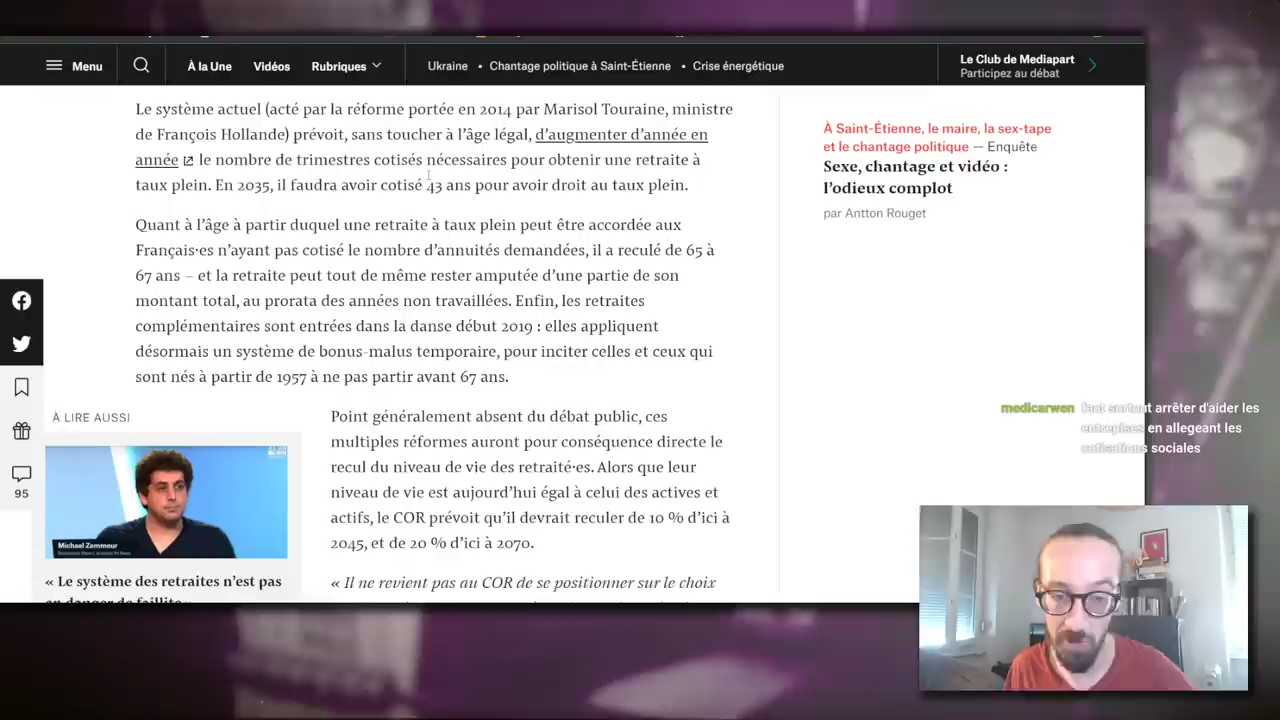 Menu
À la Une
Vidéos
Rubriques
Ukraine • Chantage politique à Saint-Étienne • Crise énergétique
Le Club de Mediapart
Participez au débat
Le système actuel (acté par la réforme portée en 2014 par Marisol Touraine, ministre
de François Hollande) prévoit, sans toucher à l’âge légal, d’augmenter d’année en
année le nombre de trimestres cotisés nécessaires pour obtenir une retraite à
taux plein. En 2035, il faudra avoir cotisé 43 ans pour avoir droit au taux plein.
Quant à l’âge à partir duquel une retraite à taux plein peut être accordée aux
Français·es n’ayant pas cotisé le nombre d’annuités demandées, il a reculé de 65 à
67 ans – et la retraite peut tout de même rester amputée d’une partie de son
montant total, au prorata des années non travaillées. Enfin, les retraites
complémentaires sont entrées dans la danse début 2019 : elles appliquent
désormais un système de bonus-malus temporaire, pour inciter celles et ceux qui
sont nés à partir de 1957 à ne pas partir avant 67 ans.
Point généralement absent du débat public, ces
multiples réformes auront pour conséquence directe le
recul du niveau de vie des retraité·es. Alors que leur
niveau de vie est aujourd’hui égal à celui des actives et
actifs, le COR prévoit qu’il devrait reculer de 10 % d’ici à
2045, et de 20 % d’ici à 2070.
« Il ne revient pas au COR de se positionner sur le choix
À LIRE AUSSI
Michael Zemmour
« Le système des retraites n’est pas
en danger de faillite »
95
À Saint-Étienne, le maire, la sex-tape
et le chantage politique — Enquête
Sexe, chantage et vidéo :
l’odieux complot
par Antton Rouget
medicarwen faut surtout arrêter d'aider les
entrepises en allegeant les
cotisations sociales